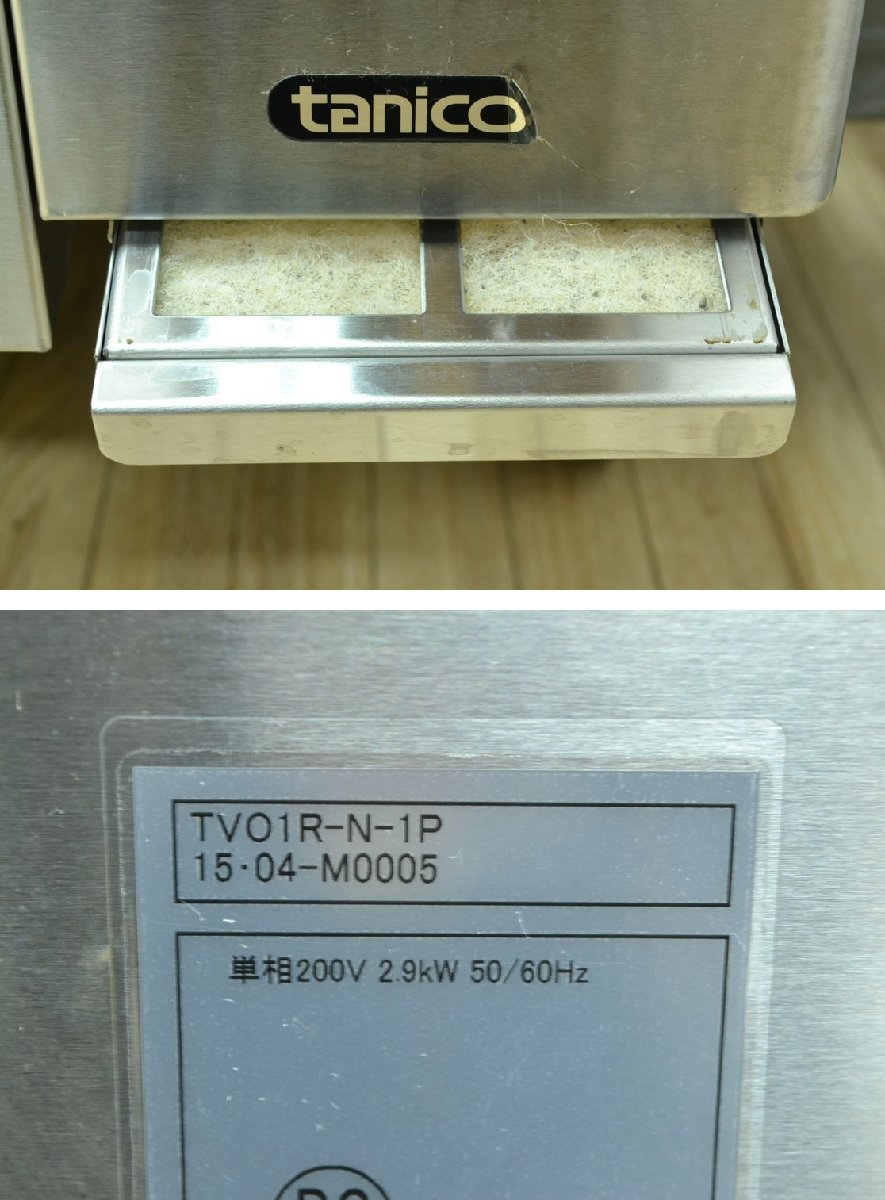 tanico
TVO1R-N-1P
15・04-M0005
単相200V 2.9kW 50/60Hz